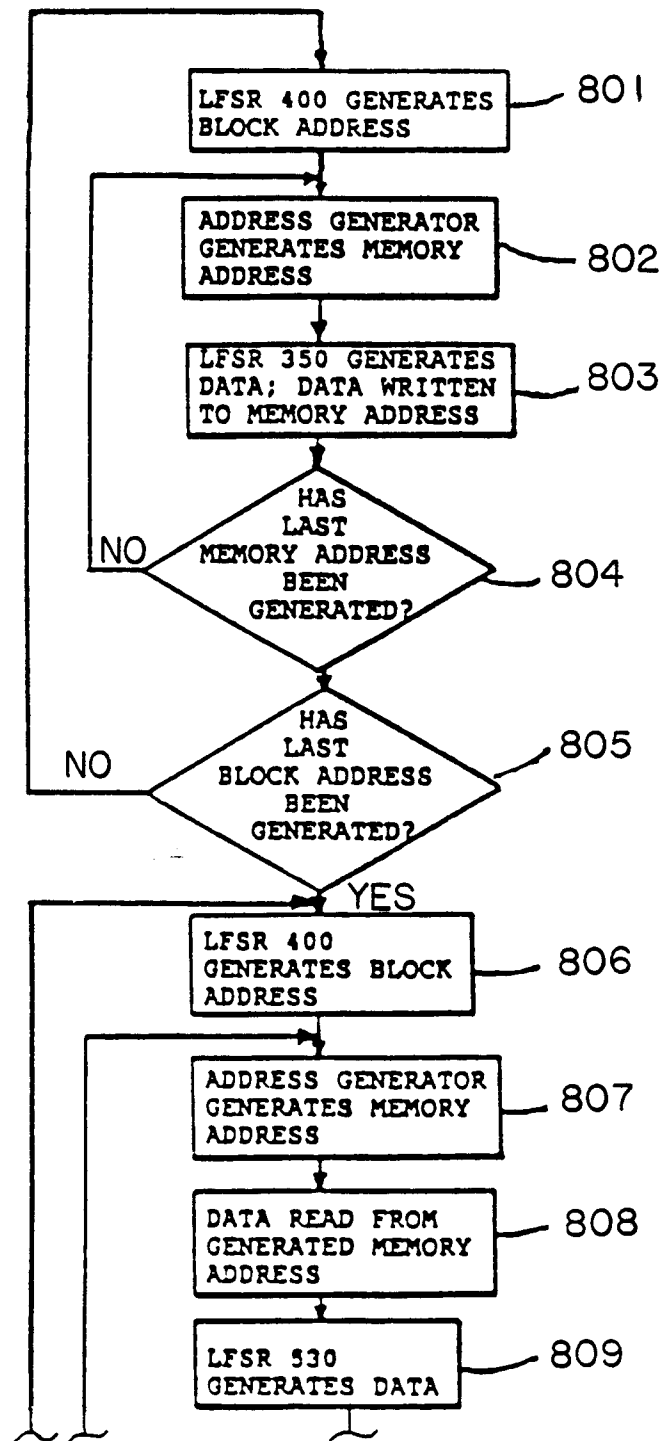 LFSR 400 GENERATES
BLOCK ADDRESS
801
ADDRESS GENERATOR
GENERATES MEMORY
ADDRESS
802
LFSR 350 GENERATES
DATA; DATA WRITTEN
TO MEMORY ADDRESS
803
HAS
LAST
MEMORY ADDRESS
BEEN
GENERATED?
NO
804
HAS
LAST
BLOCK ADDRESS
BEEN
GENERATED?
NO
805
YES
LFSR 400
GENERATES BLOCK
ADDRESS
806
ADDRESS GENERATOR
GENERATES MEMORY
ADDRESS
807
DATA READ FROM
GENERATED MEMORY
ADDRESS
808
LFSR 530
GENERATES DATA
809